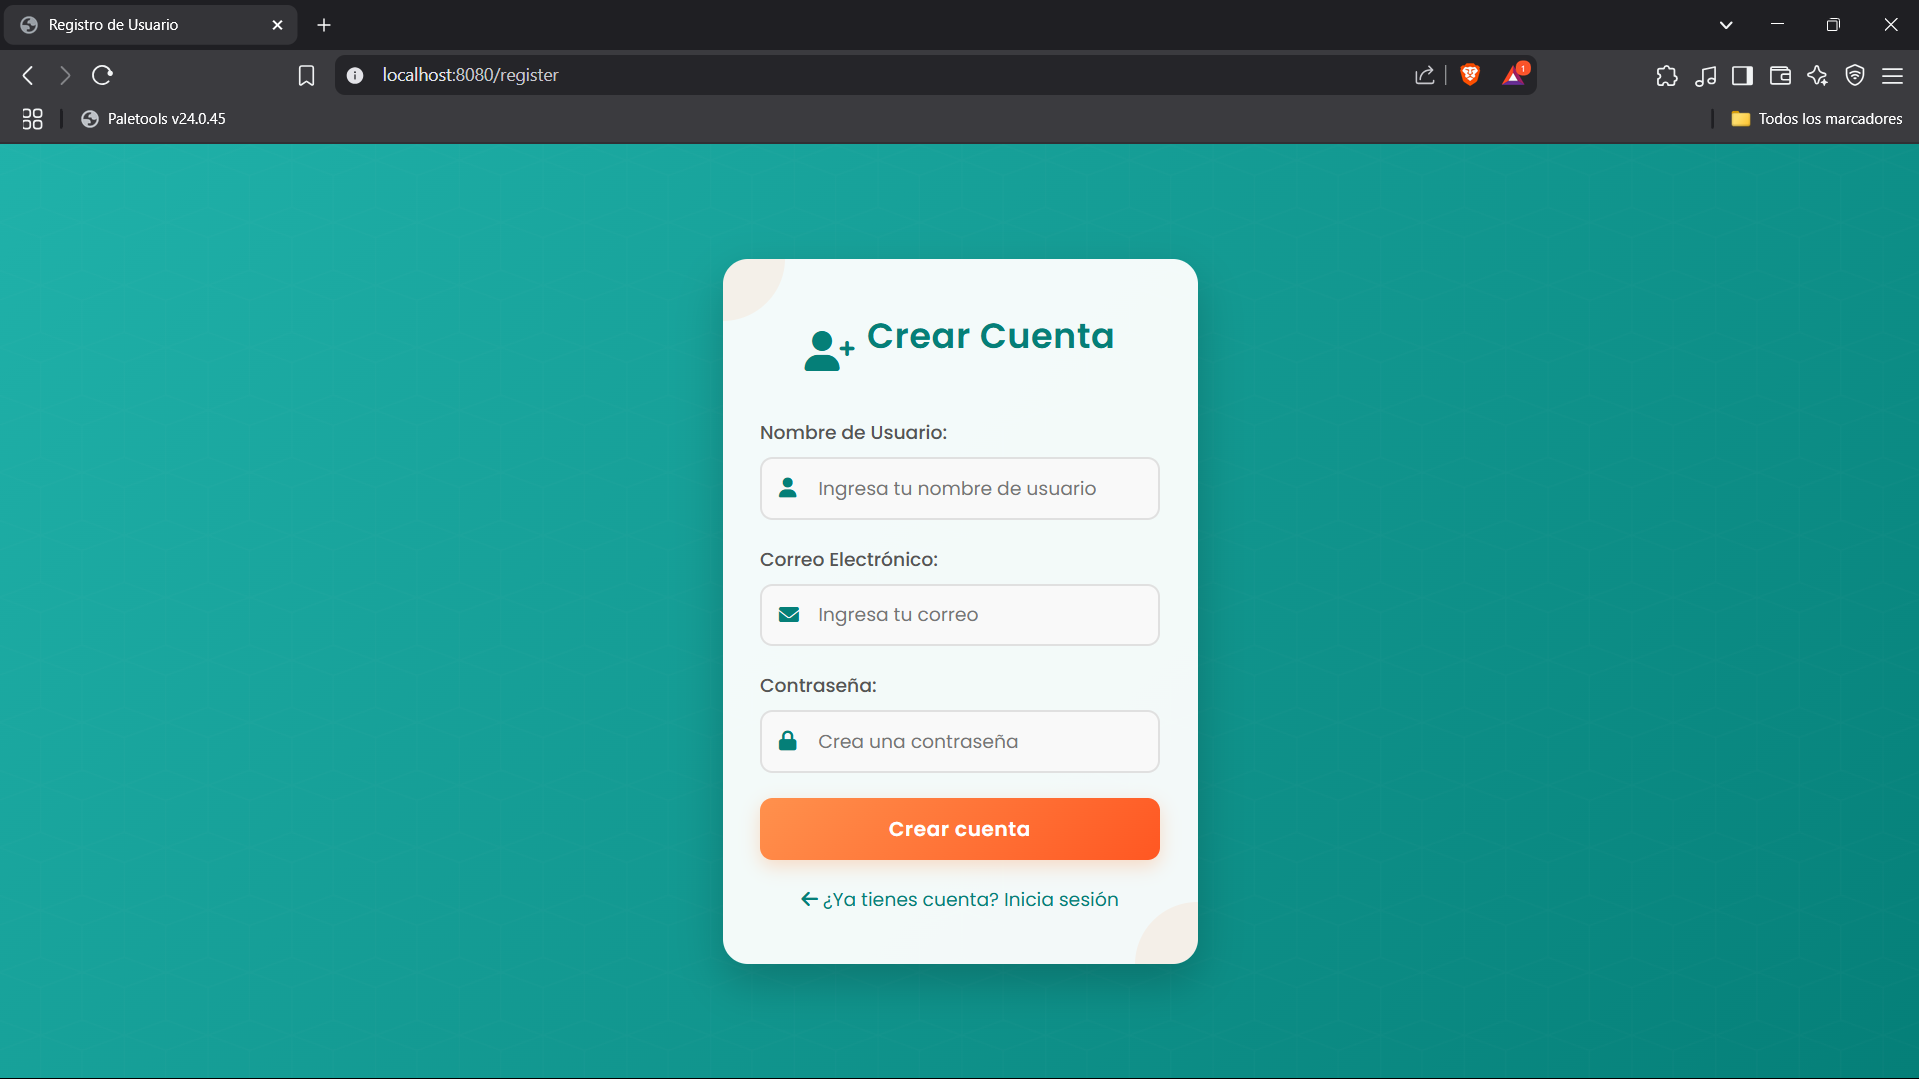 Registro de Usuario
localhost:8080/register
1
Paletools v24.0.45
Todos los marcadores
Crear Cuenta
Nombre de Usuario:
Ingresa tu nombre de usuario
Correo Electrónico:
Ingresa tu correo
Contraseña:
Crea una contraseña
Crear cuenta
¿Ya tienes cuenta? Inicia sesión